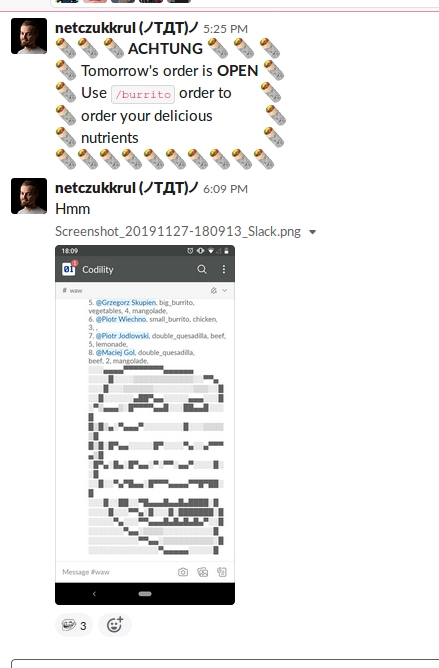 netczukkrul (ノTДT)ノ 5:25 PM
ACHTUNG
Tomorrow's order is OPEN
Use /burrito order to
order your delicious
nutrients
netczukkrul (ノTДT)ノ 6:09 PM
Hmm
Screenshot_20191127-180913_Slack.png
18:09
01 1 Codility
# waw
5. @Grzegorz Skupien, big_burrito,
vegetables, 4, mangolade,
6. @Piotr Wiechno, small_burrito, chicken,
3, ,
7. @Piotr Jodlowski, double_quesadilla, beef,
5, lemonade,
8. @Maciej Gol, double_quesadilla,
beef, 2, mangolade,
Message #waw
3